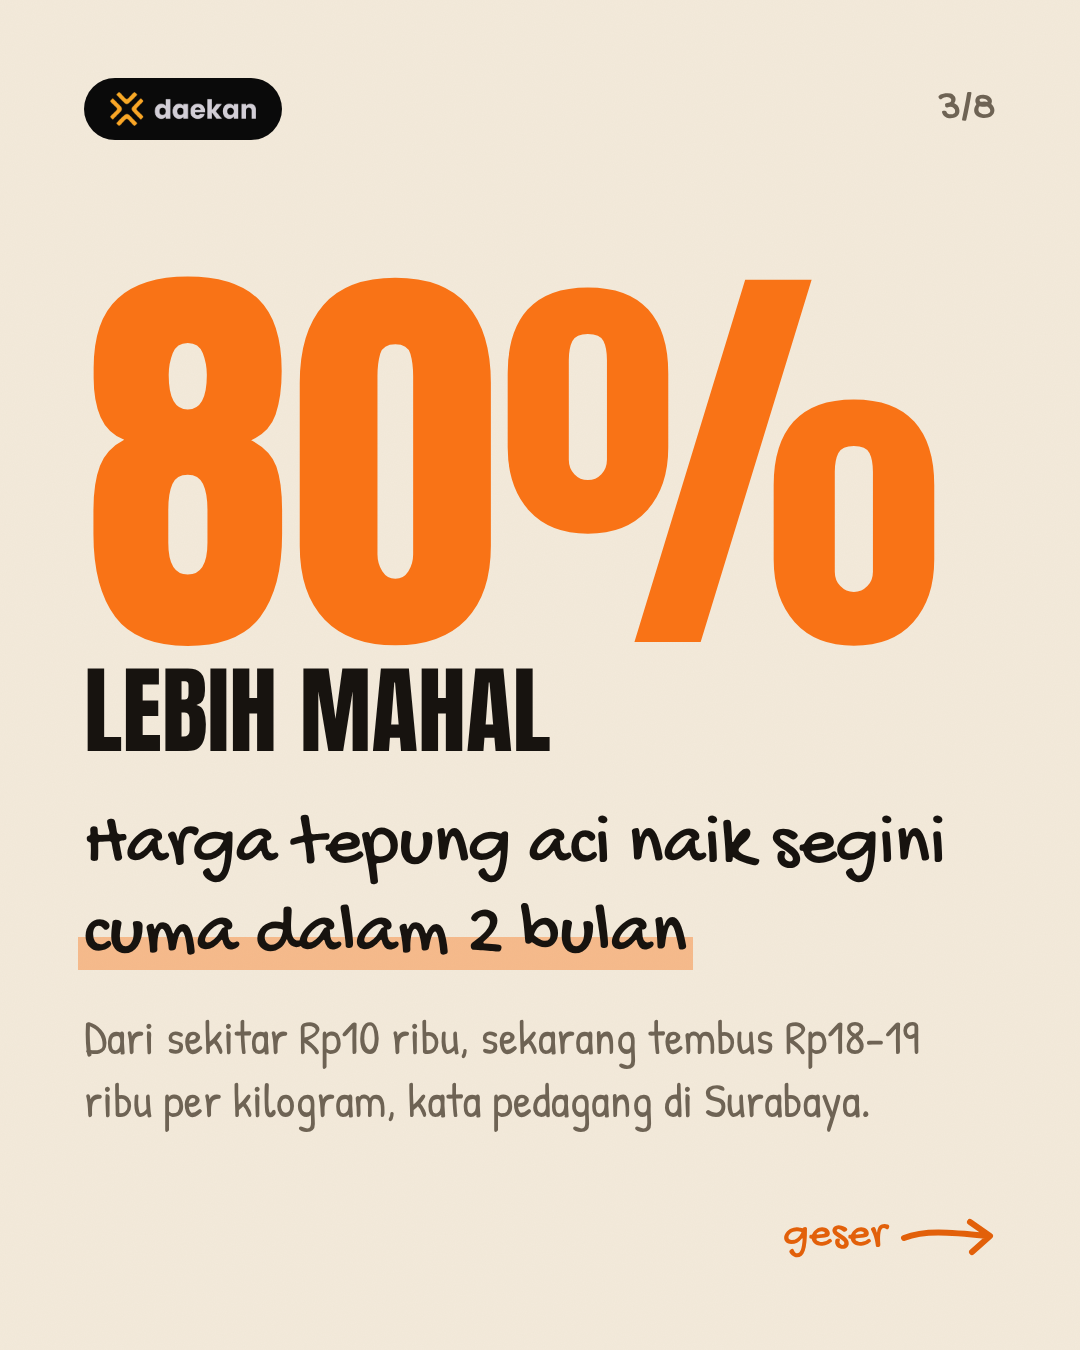 daekan
3/8
80%
LEBIH MAHAL
Harga tepung aci naik segini
cuma dalam 2 bulan
Dari sekitar Rp10 ribu, sekarang tembus Rp18-19
ribu per kilogram, kata pedagang di Surabaya.
geser